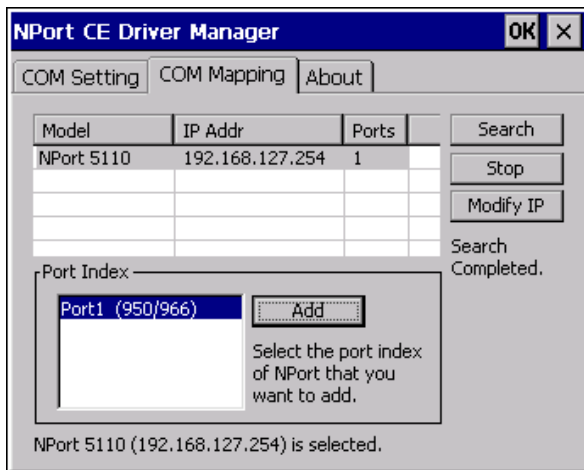 NPort CE Driver Manager OK ×
COM Setting COM Mapping About
Model IP Addr Ports
NPort 5110 192.168.127.254 1
Search
Stop
Modify IP
Search
Completed.
Port Index
Port1 (950/966)
Add
Select the port index
of NPort that you
want to add.
NPort 5110 (192.168.127.254) is selected.